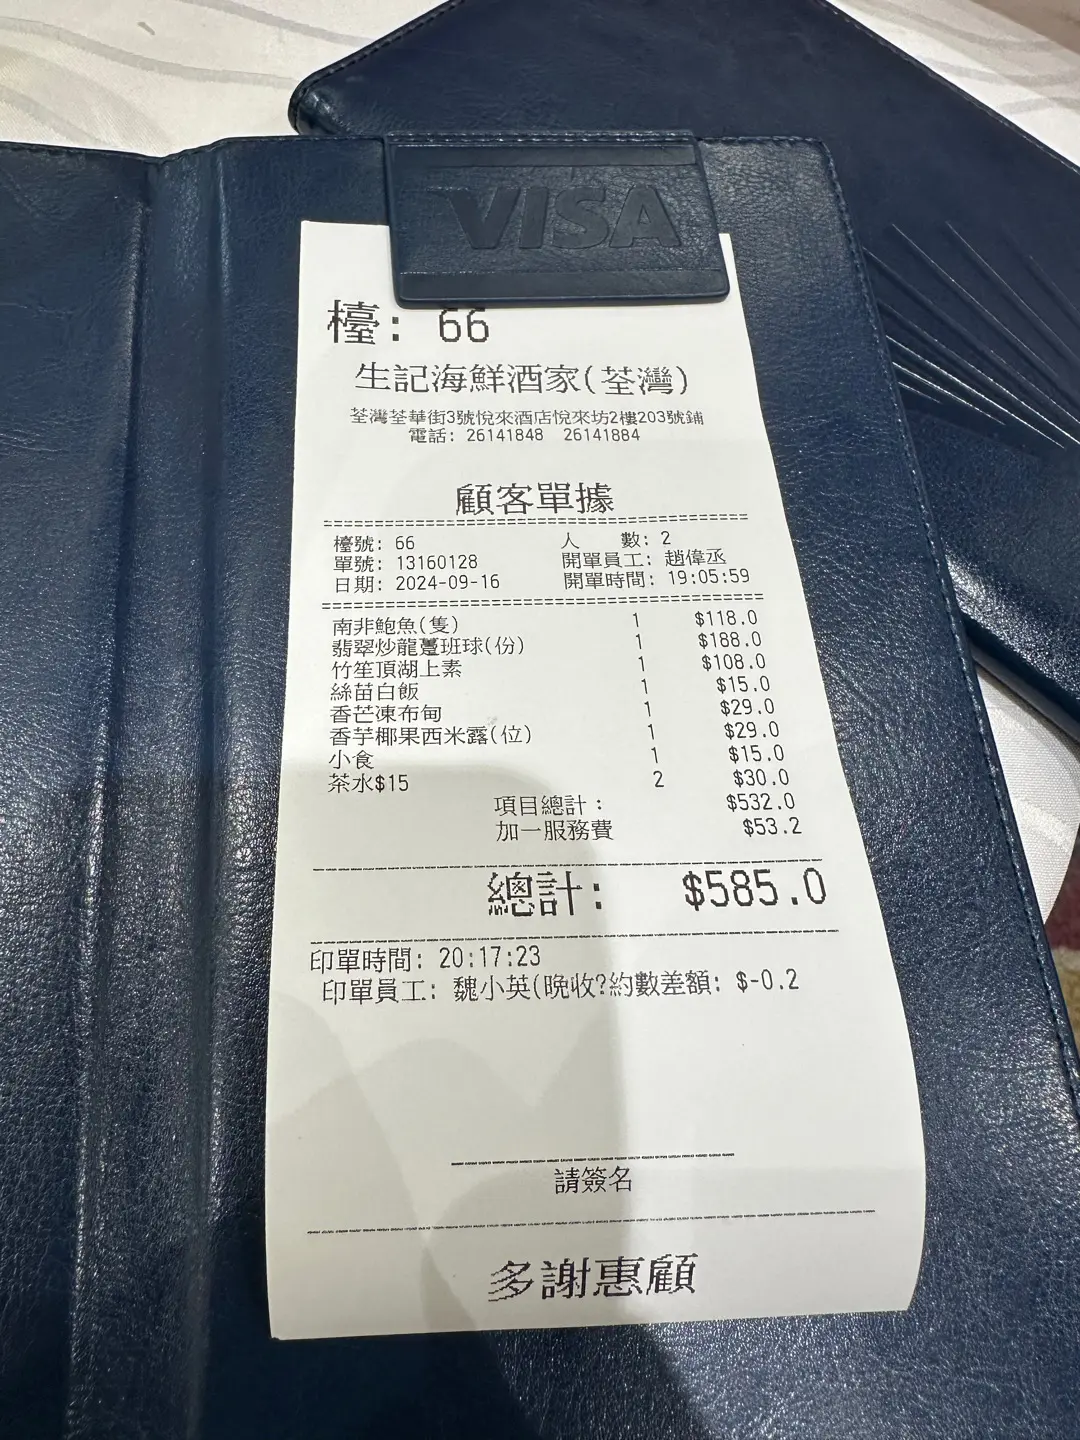 VISA
檯: 66
生記海鮮酒家(荃灣)
荃灣荃華街3號悅來酒店悅來坊2樓203號鋪
電話: 26141848 26141884
顧客單據
檯號: 66 人 數: 2
單號: 13160128 開單員工: 趙偉丞
日期: 2024-09-16 開單時間: 19:05:59
南非鮑魚(隻) 1 $118.0
翡翠炒龍躉班球(份) 1 $188.0
竹笙頂湖上素 1 $108.0
絲苗白飯 1 $15.0
香芒凍布甸 1 $29.0
香芋椰果西米露(位) 1 $29.0
小食 1 $15.0
茶水$15 2 $30.0
項目總計: $532.0
加一服務費 $53.2
總計: $585.0
印單時間: 20:17:23
印單員工: 魏小英(晚收?約數差額: $-0.2
請簽名
多謝惠顧